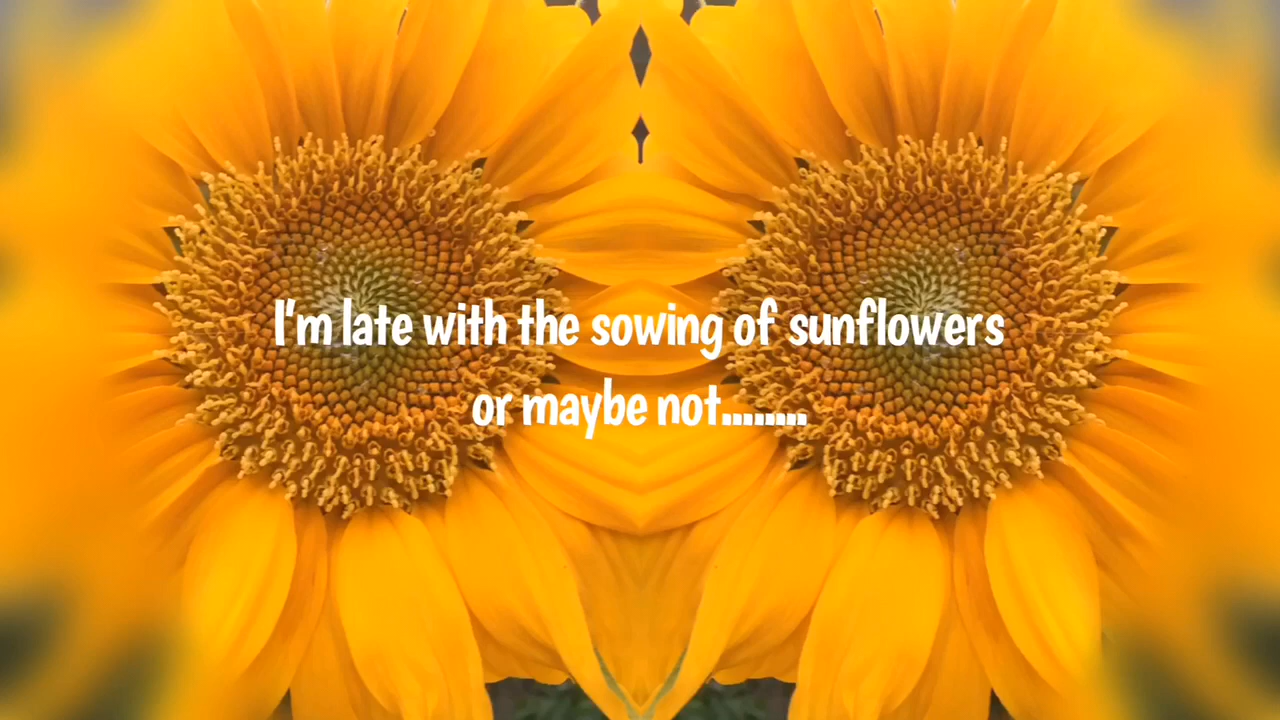 I'm late with the sowing of sunflowers
or maybe not........